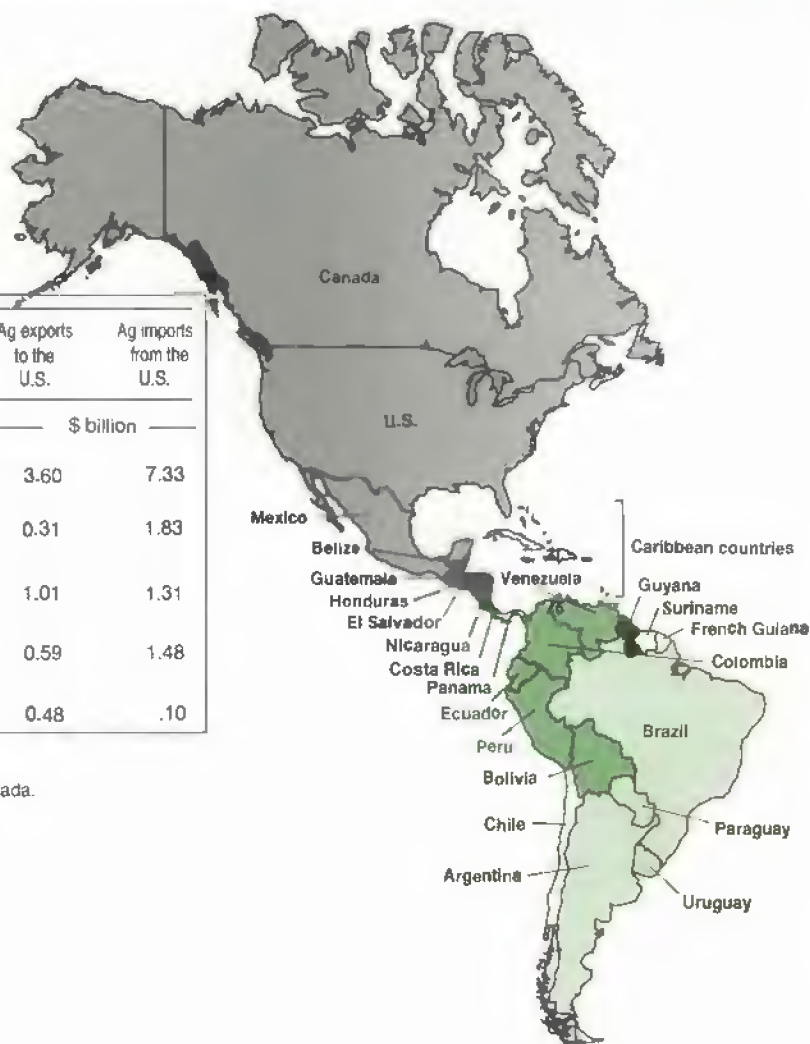 Canada
Ag exports
to the
U.S.
Ag imports
from the
U.S.
$ billion
3.60 7.33
0.31 1.83
1.01 1.31
0.59 1.48
0.48 .10
ada.
U.S.
Mexico
Belize
Guatemala
Honduras
El Salvador
Nicaragua
Costa Rica
Panama
Ecuador
Peru
Bolivia
Chile
Argentina
Venezuela
Caribbean countries
Guyana
Suriname
French Guiana
Colombia
Brazil
Paraguay
Uruguay